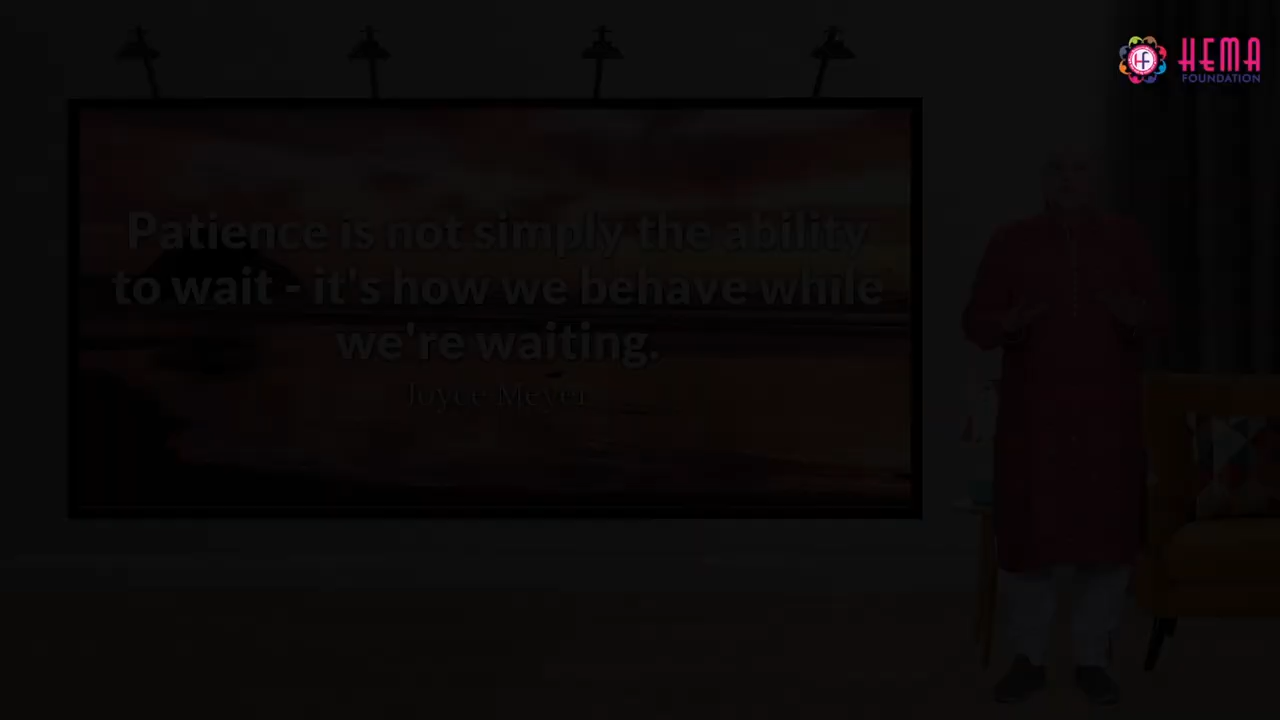 HEMA
FOUNDATION
Patience is not simply the ability
to wait - it's how we behave while
we're waiting.
Joyce Meyer